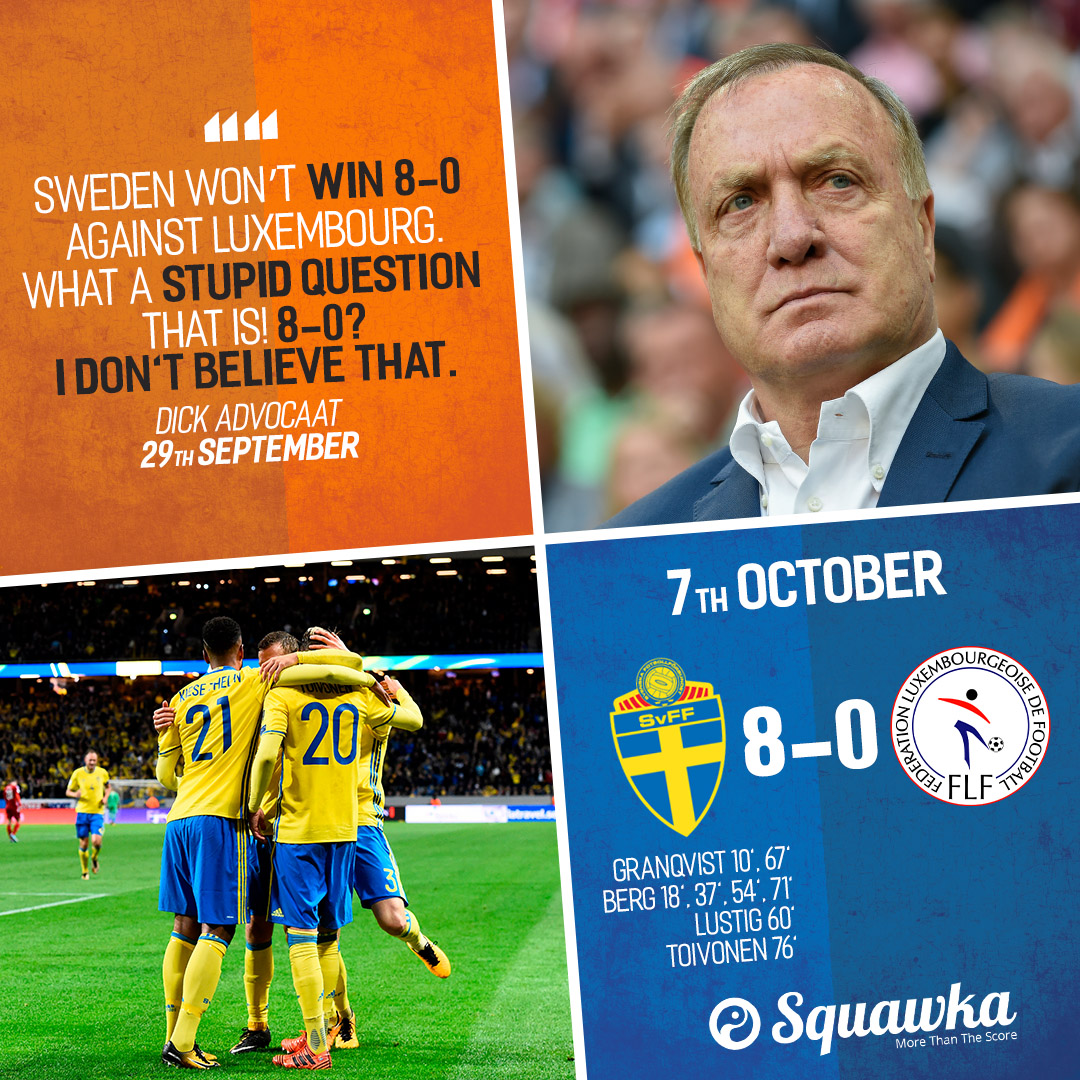 SWEDEN WON'T WIN 8-0
AGAINST LUXEMBOURG.
WHAT A STUPID QUESTION
THAT IS! 8-0?
I DON'T BELIEVE THAT.
DICK ADVOCAAT
29TH SEPTEMBER
21
TOIVONEN
20
3
7TH OCTOBER
SvFF
8-0
FEDERATION LUXEMBOURGEOISE DE FOOTBALL
FLF
GRANQVIST 10', 67'
BERG 18', 37', 54', 71'
LUSTIG 60'
TOIVONEN 76'
Squawka
More Than The Score